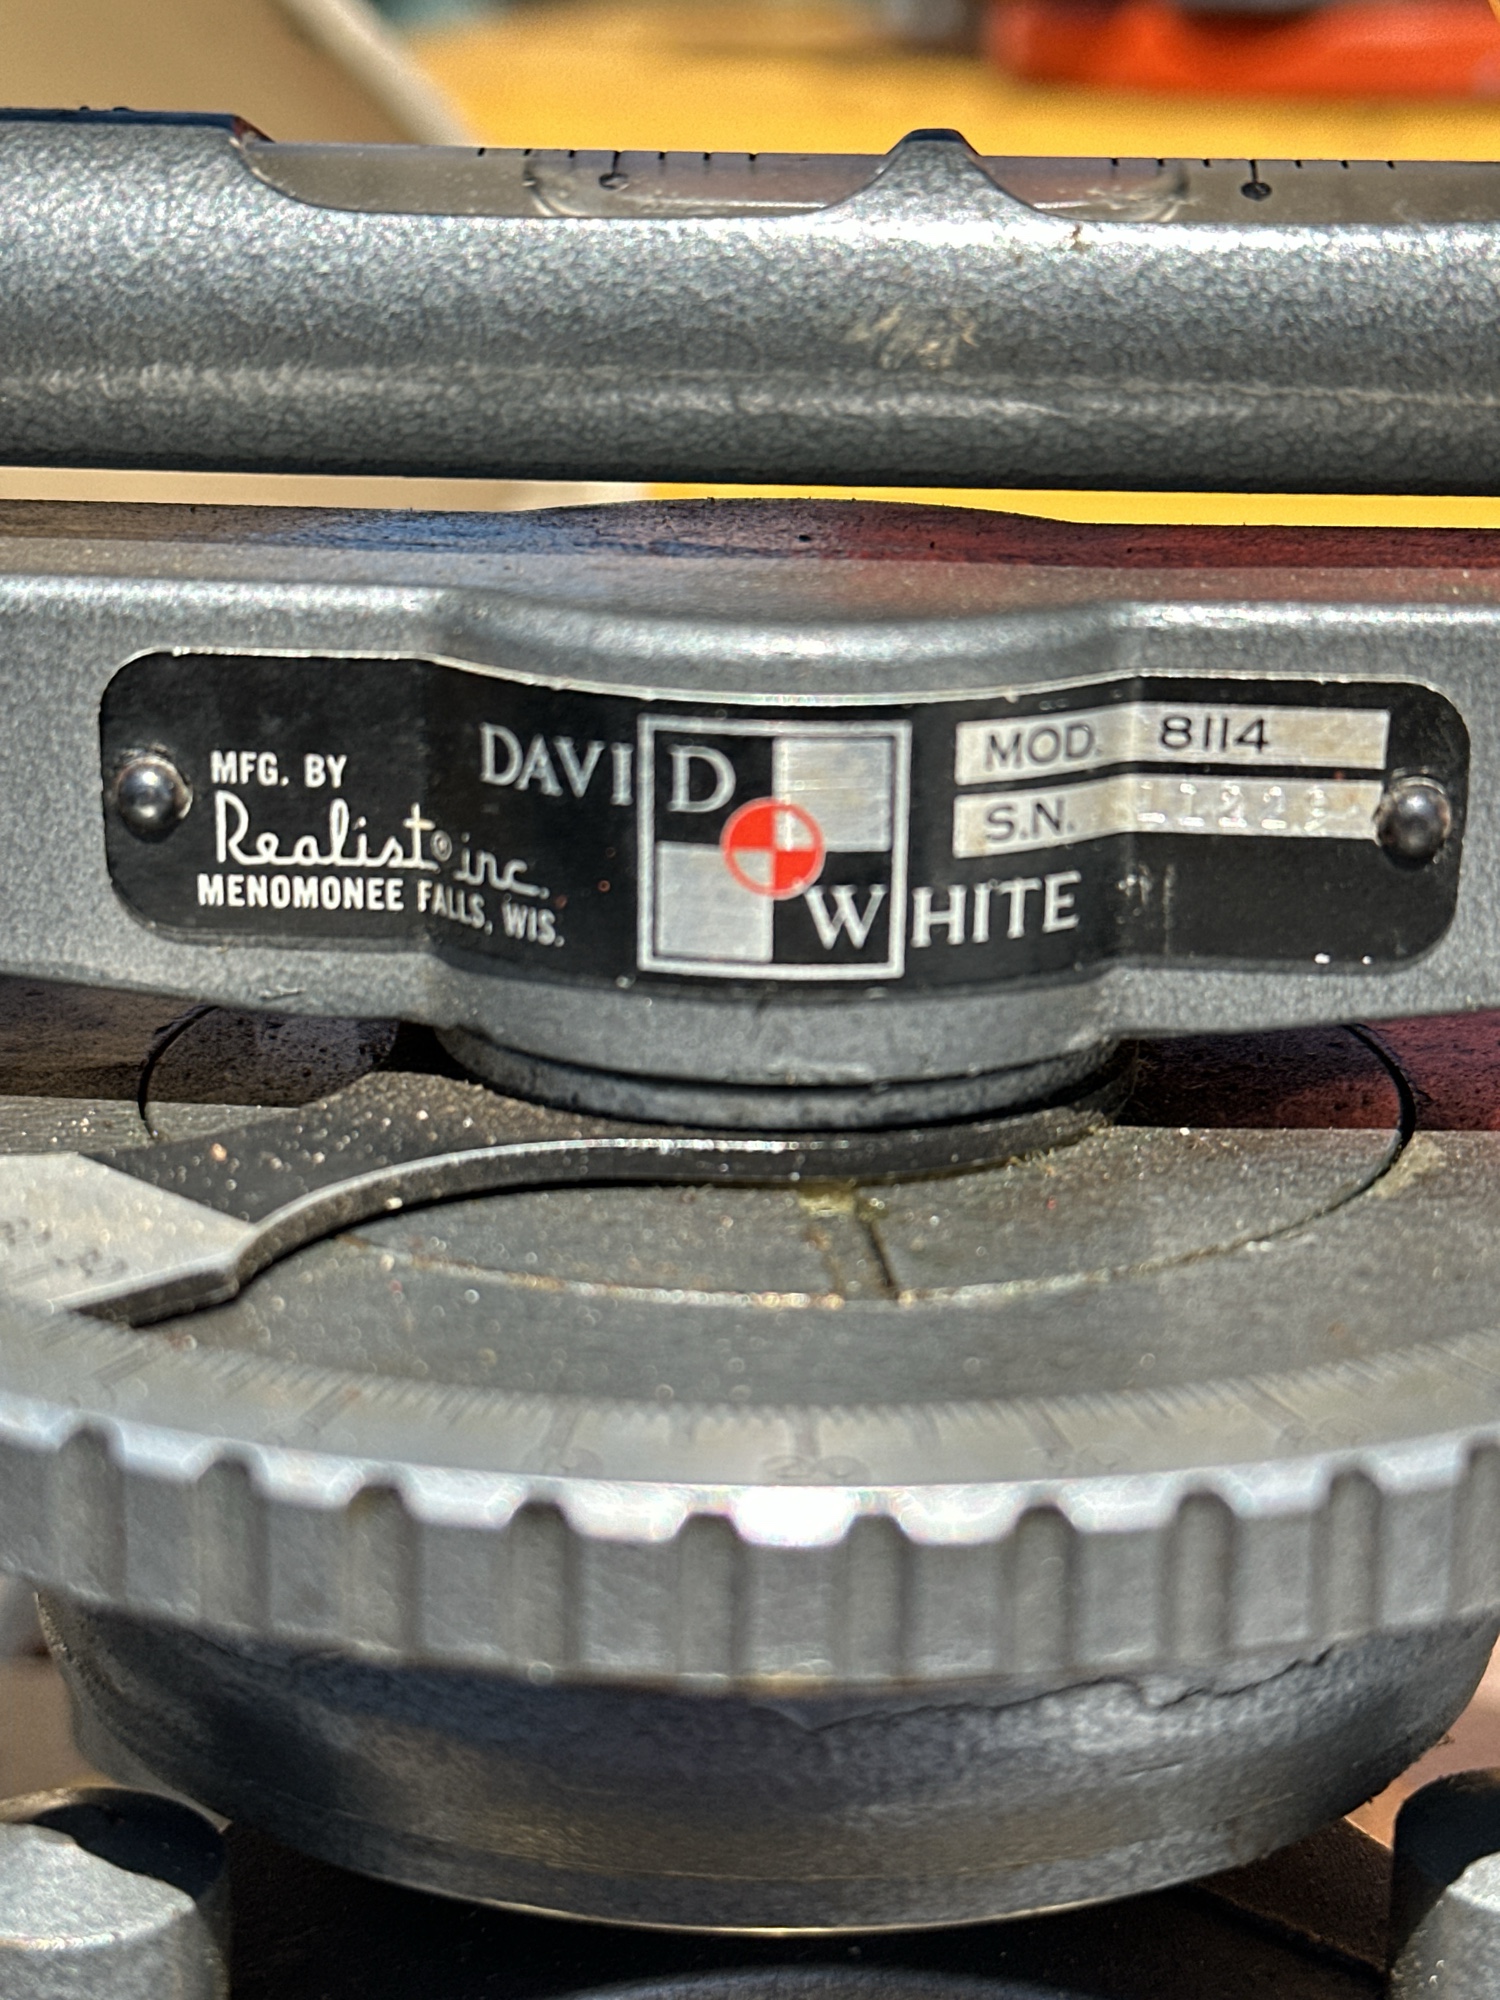 MFG. BY
Realist® inc.
MENOMONEE FALLS, WIS.
DAVID
WHITE
MOD. 8114
S.N.